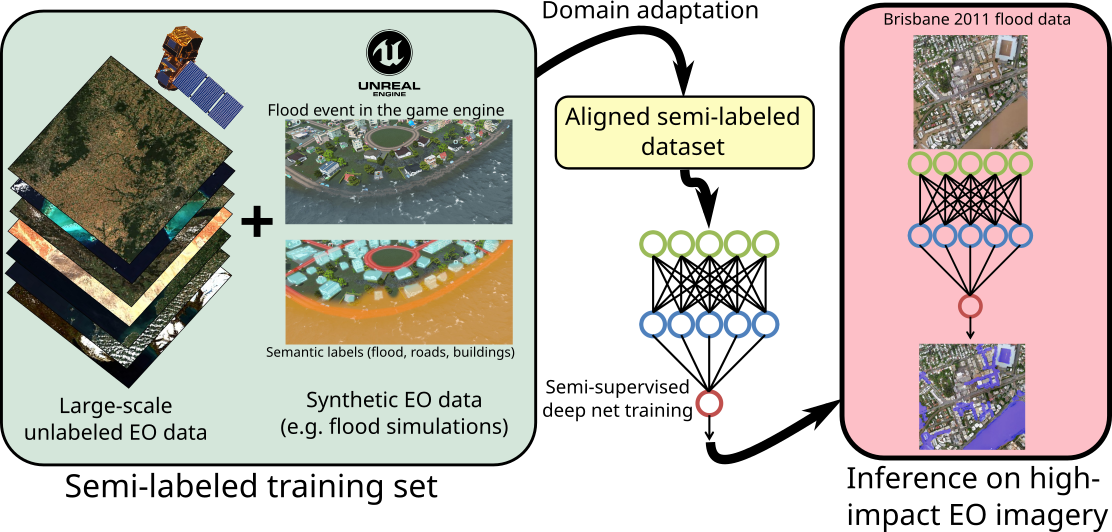 Domain adaptation
Brisbane 2011 flood data
UNREAL
ENGINE
Flood event in the game engine
Aligned semi-labeled
dataset
+
Semantic labels (flood, roads, buildings)
Large-scale
unlabeled EO data
Synthetic EO data
(e.g. flood simulations)
Semi-supervised
deep net training
Semi-labeled training set
Inference on high-
impact EO imagery